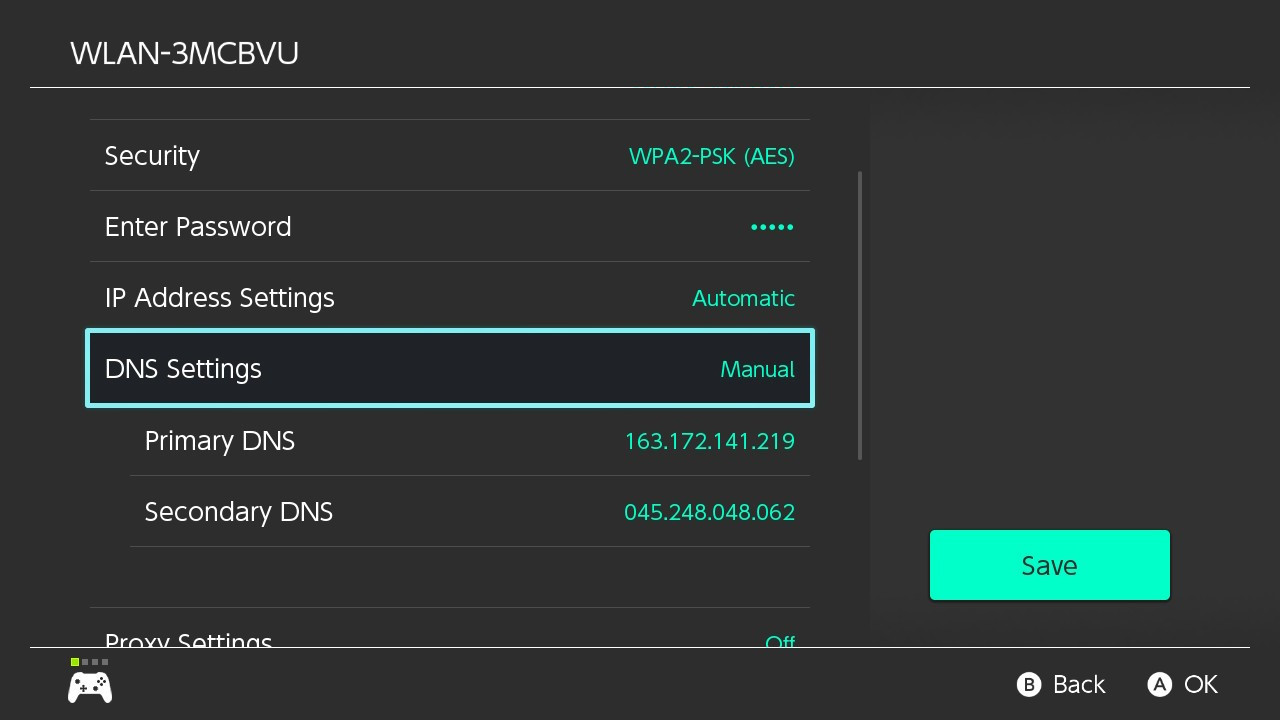 WLAN-3MCBVU
Security WPA2-PSK (AES)
Enter Password •••••
IP Address Settings Automatic
DNS Settings Manual
Primary DNS 163.172.141.219
Secondary DNS 045.248.048.062
Save
Proxy Settings Off
B Back A OK